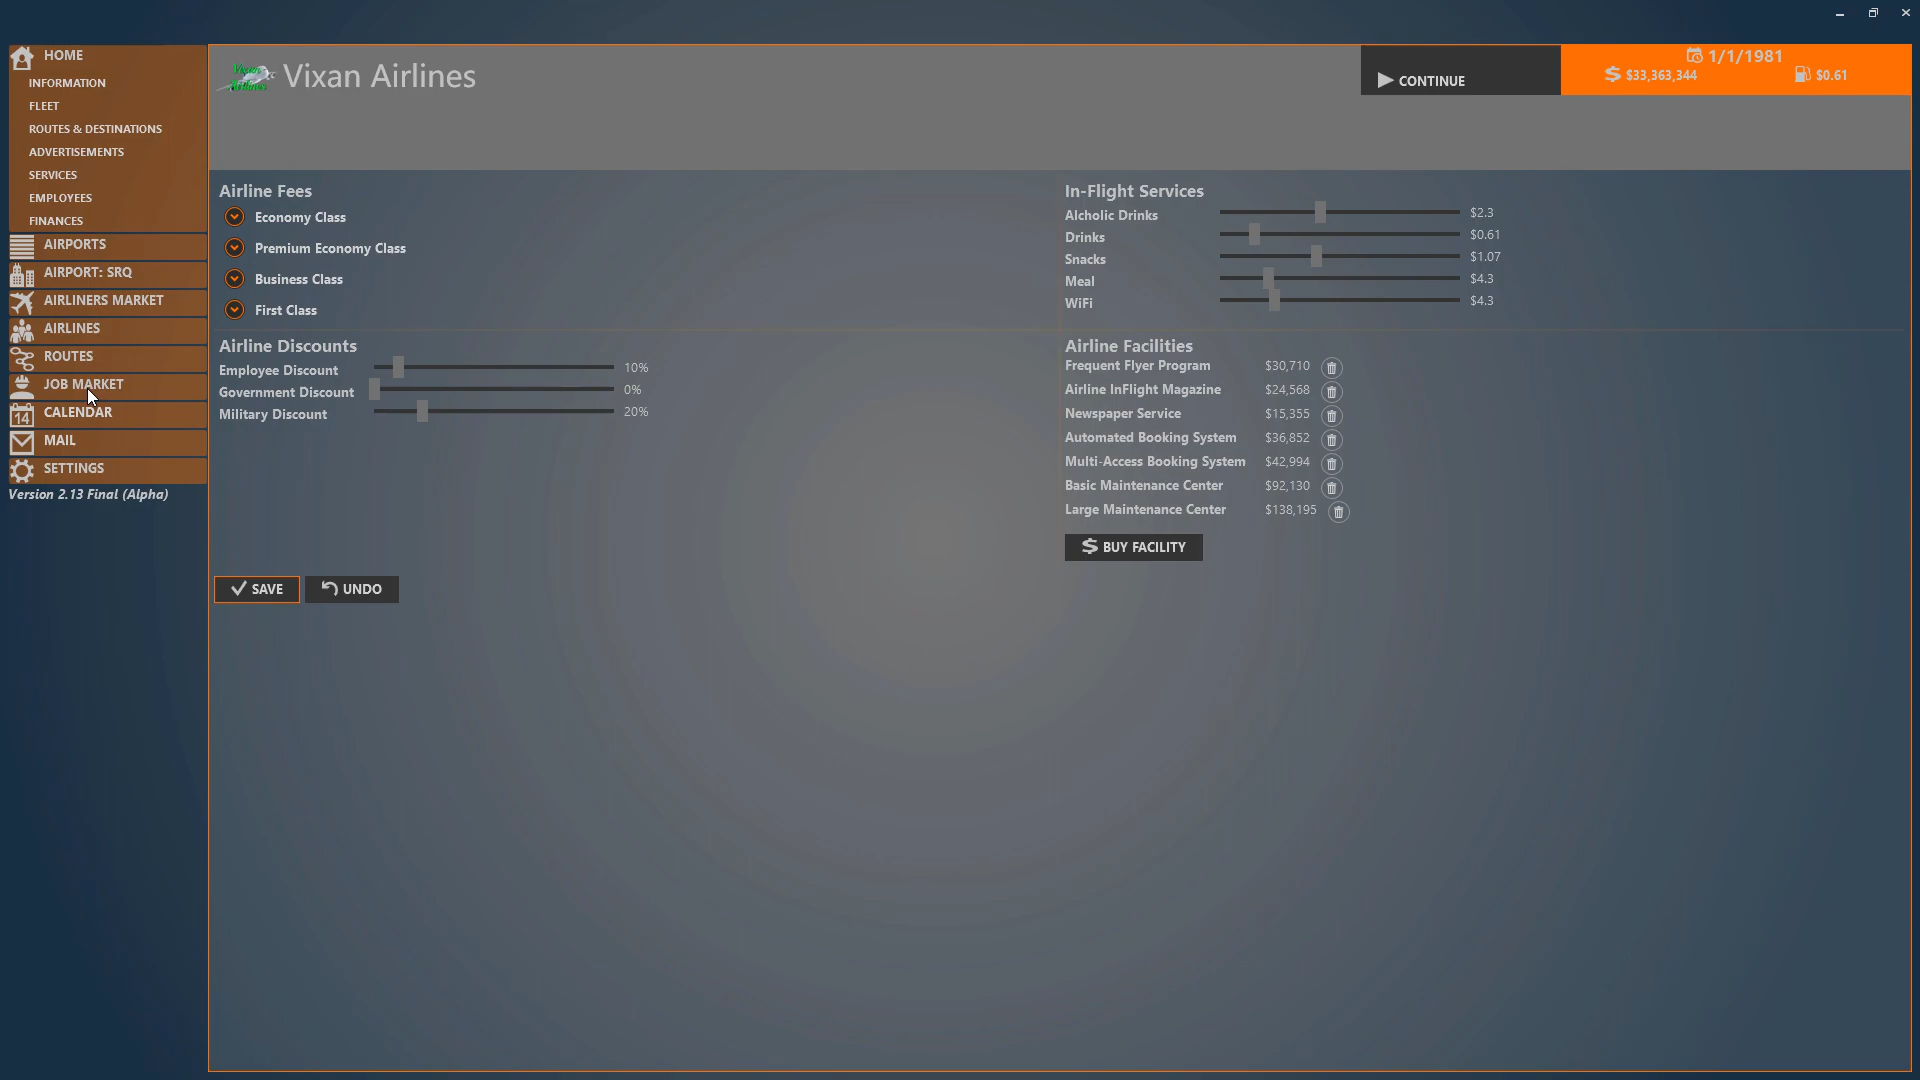 HOME
INFORMATION
FLEET
ROUTES & DESTINATIONS
ADVERTISEMENTS
SERVICES
EMPLOYEES
FINANCES
AIRPORTS
AIRPORT: SRQ
AIRLINERS MARKET
AIRLINES
ROUTES
JOB MARKET
14 CALENDAR
MAIL
SETTINGS
Version 2.13 Final (Alpha)
Vixan Airlines Vixan Airlines
CONTINUE
1/1/1981
$33,363,344 $0.61
Airline Fees
Economy Class
Premium Economy Class
Business Class
First Class
In-Flight Services
Alcholic Drinks $2.3
Drinks $0.61
Snacks $1.07
Meal $4.3
WiFi $4.3
Airline Discounts
Employee Discount 10%
Government Discount 0%
Military Discount 20%
Airline Facilities
Frequent Flyer Program $30,710
Airline InFlight Magazine $24,568
Newspaper Service $15,355
Automated Booking System $36,852
Multi-Access Booking System $42,994
Basic Maintenance Center $92,130
Large Maintenance Center $138,195
$ BUY FACILITY
SAVE UNDO